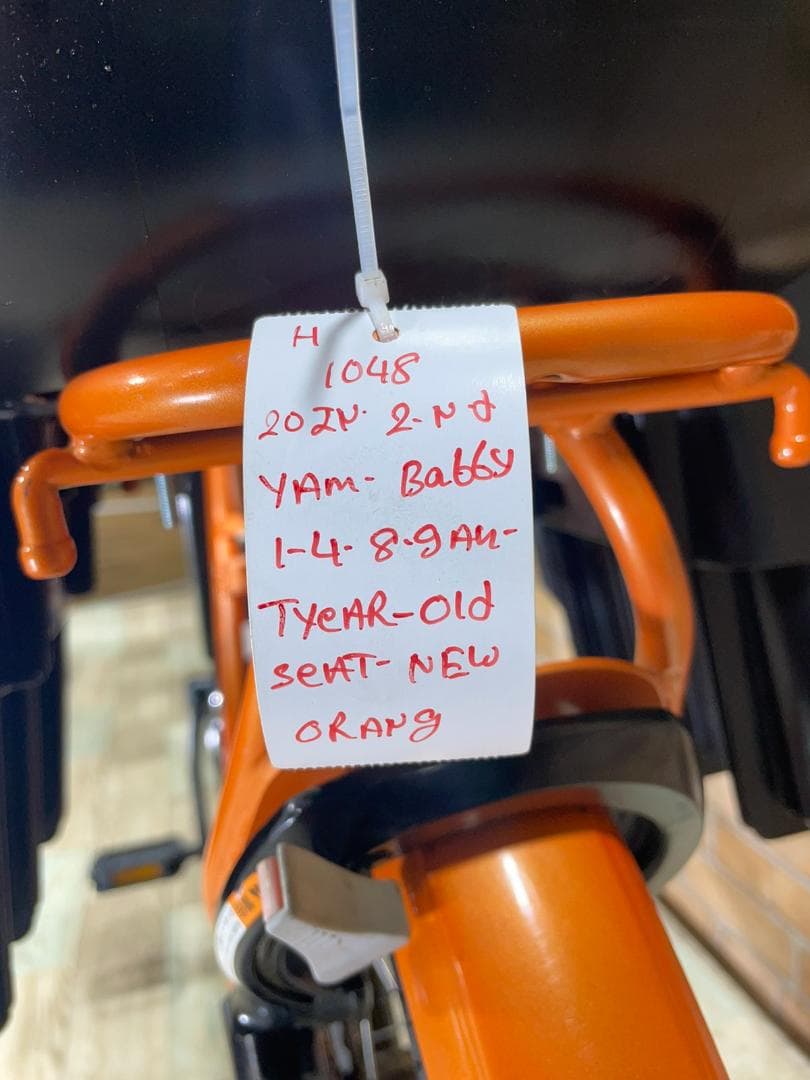 H
1048
20IN. 2-Nd
YAM- Babby
1-4. 8.9AH-
TYeAR-Old
seAT- NEW
ORANg